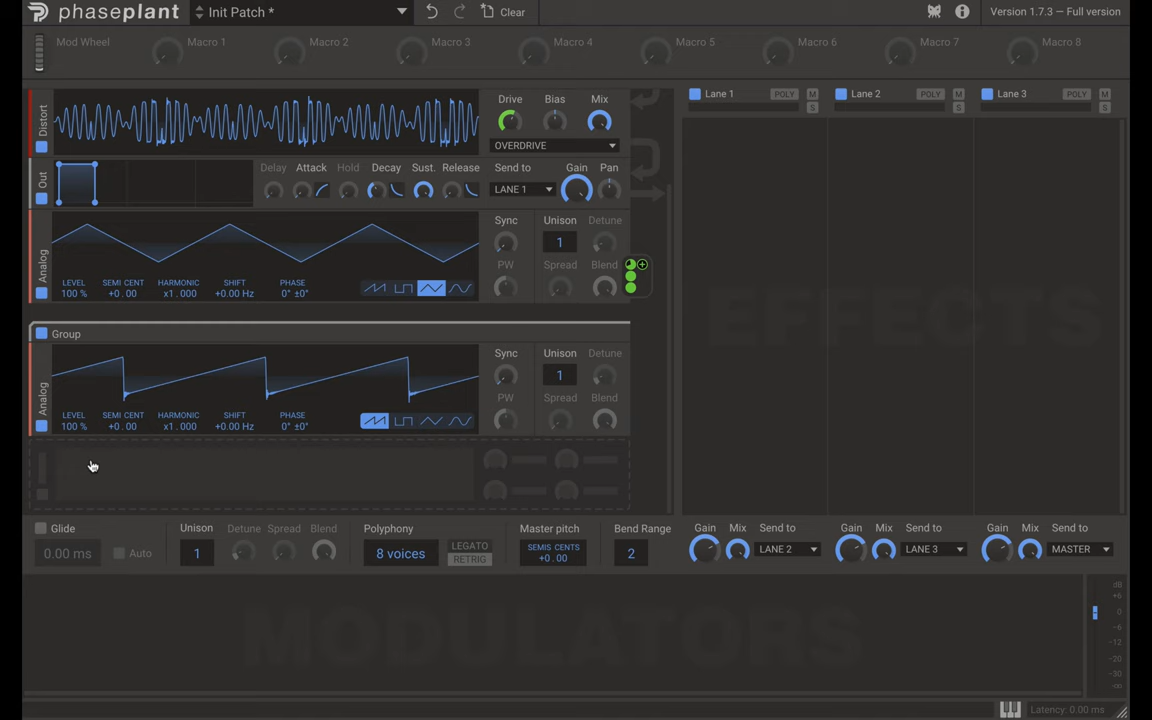 phaseplant Init Patch * Clear Version 1.7.3 — Full version
Mod Wheel Macro 1 Macro 2 Macro 3 Macro 4 Macro 5 Macro 6 Macro 7 Macro 8
Distort Drive Bias Mix
OVERDRIVE
Out Delay Attack Hold Decay Sust. Release Send to Gain Pan
LANE 1
Analog Sync Unison Detune
1
PW Spread Blend
LEVEL SEMI CENT HARMONIC SHIFT PHASE
100 % +0.00 x1.000 +0.00 Hz 0° ±0°
Group
Analog Sync Unison Detune
1
PW Spread Blend
LEVEL SEMI CENT HARMONIC SHIFT PHASE
100 % +0.00 x1.000 +0.00 Hz 0° ±0°
Lane 1 POLY M S Lane 2 POLY M S Lane 3 POLY M S
EFFECTS
Glide Unison Detune Spread Blend Polyphony Master pitch Bend Range
0.00 ms Auto 1 8 voices LEGATO RETRIG SEMIS CENTS +0.00 2
Gain Mix Send to Gain Mix Send to Gain Mix Send to
LANE 2 LANE 3 MASTER
MODULATORS
dB
+6
0
-6
-12
-20
-30
-∞
Latency: 0.00 ms